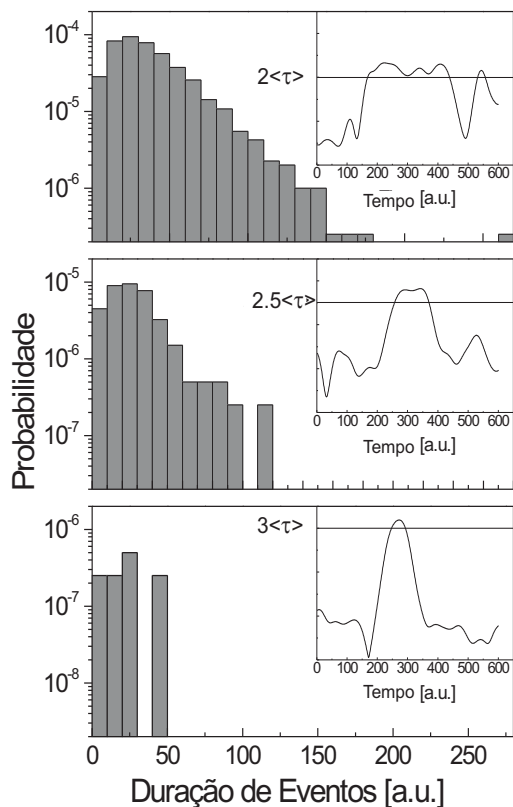 10⁻⁴
10⁻⁵
10⁻⁶
2<τ>
0 100 200 300 400 500 600
Tempo [a.u.]
10⁻⁵
10⁻⁶
10⁻⁷
2.5<τ>
0 100 200 300 400 500 600
Tempo [a.u.]
Probabilidade
10⁻⁶
10⁻⁷
10⁻⁸
3<τ>
0 100 200 300 400 500 600
Tempo [a.u.]
0 50 100 150 200 250
Duração de Eventos [a.u.]